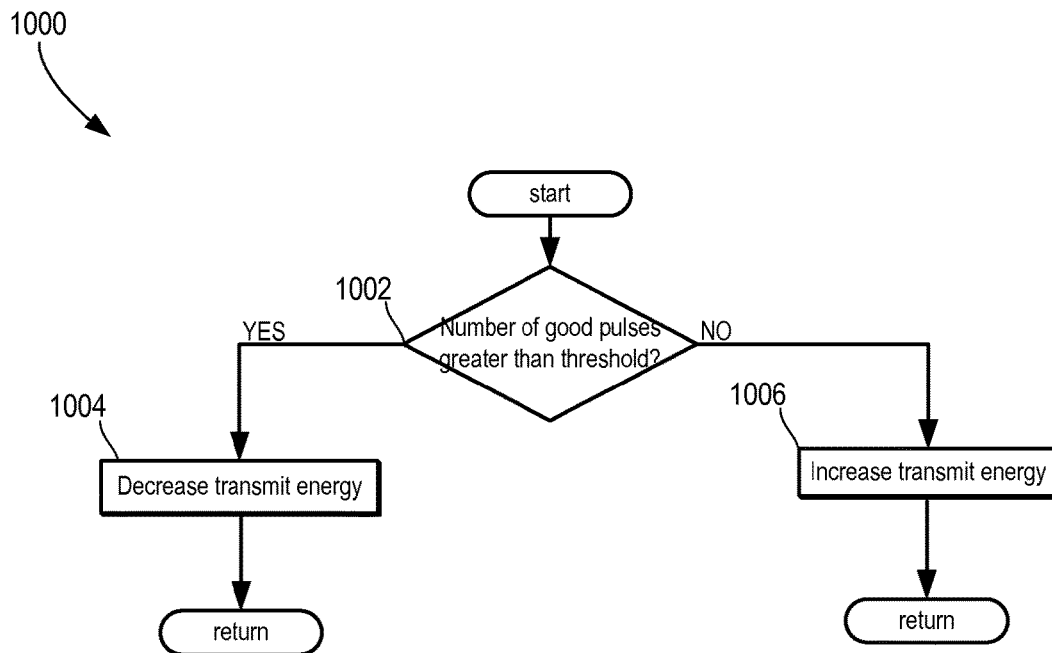 1000
start
1002
Number of good pulses
greater than threshold?
YES
NO
1004
Decrease transmit energy
1006
Increase transmit energy
return
return